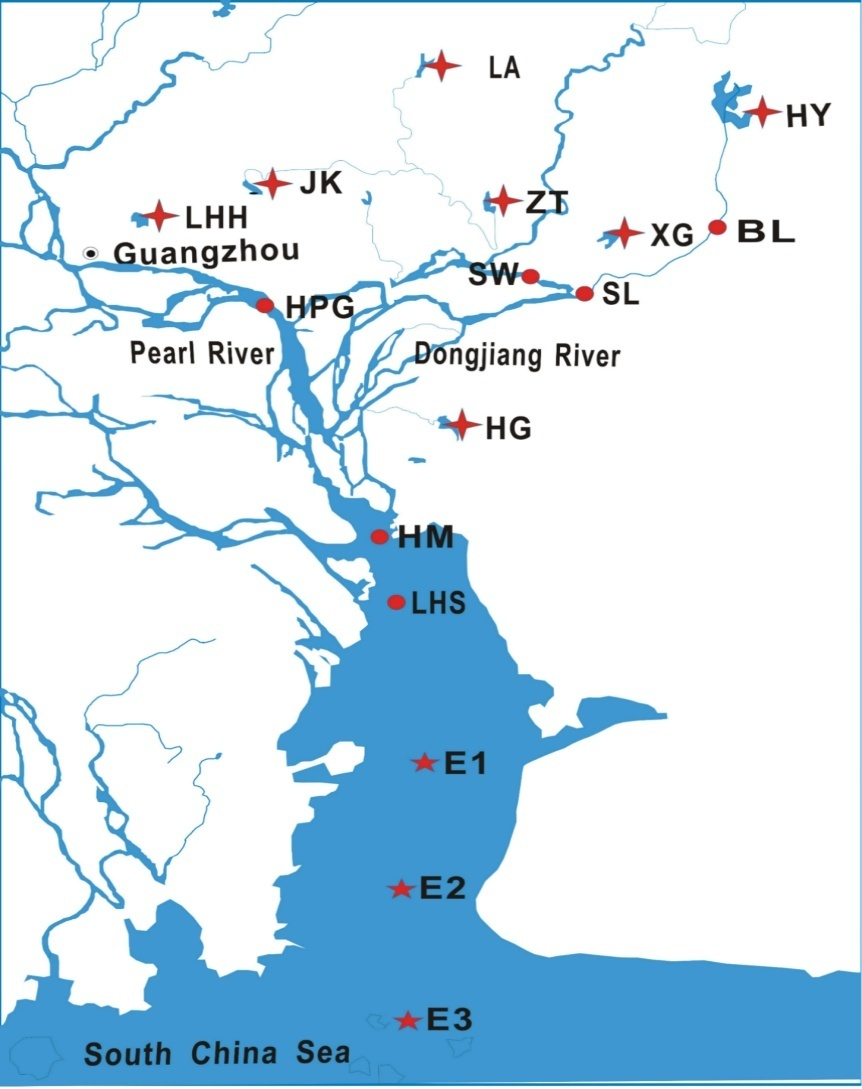 LA
HY
JK
ZT
LHH
XG
BL
Guangzhou
SW
SL
HPG
Pearl River
Dongjiang River
HG
HM
LHS
E1
E2
E3
South China Sea